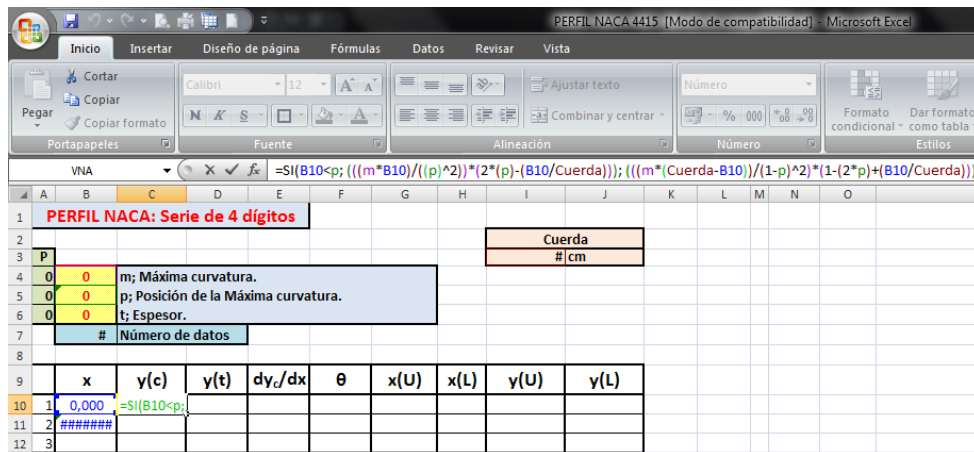 PERFIL NACA 4415 [Modo de compatibilidad] - Microsoft Excel
Inicio Insertar Diseño de página Fórmulas Datos Revisar Vista
Pegar
Cortar
Copiar
Copiar formato
Portapapeles
Calibri 12
N K S
Fuente
Ajustar texto
Combinar y centrar
Alineación
Número
% 000
Número
Formato condicional
Dar formato como tabla
Estilos
VNA fx =SI(B10<p; (((m*B10)/((p)^2))*(2*(p)-(B10/Cuerda))); (((m*(Cuerda-B10))/(1-p)^2)*(1-(2*p)+(B10/Cuerda)))
A B C D E F G H I J K L M N O
1 PERFIL NACA: Serie de 4 dígitos
2 Cuerda
3 P # cm
4 0 0 m; Máxima curvatura.
5 0 0 p; Posición de la Máxima curvatura.
6 0 0 t; Espesor.
7 # Número de datos
8
9 x y(c) y(t) dyc/dx θ x(U) x(L) y(U) y(L)
10 1 0,000 =SI(B10<p;
11 2 #######
12 3